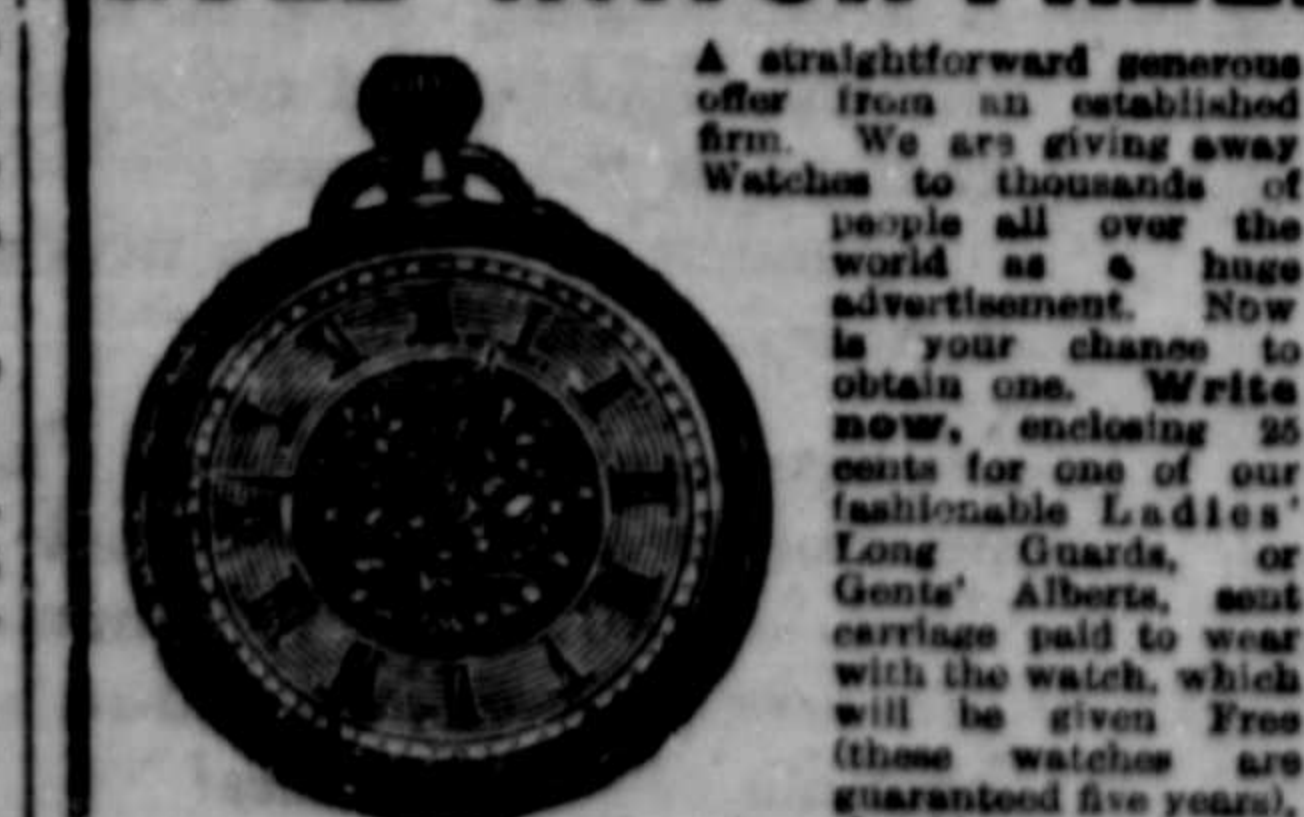 A straightforward generous
offer from an established
firm. We are giving away
Watches to thousands of
people all over the
world as a huge
advertisement. Now
is your chance to
obtain one. Write
now, enclosing 25
cents for one of our
fashionable Ladies'
Long Guards, or
Gents' Alberts, sent
carriage paid to wear
with the watch, which
will be given Free
(these watches are
guaranteed five years),